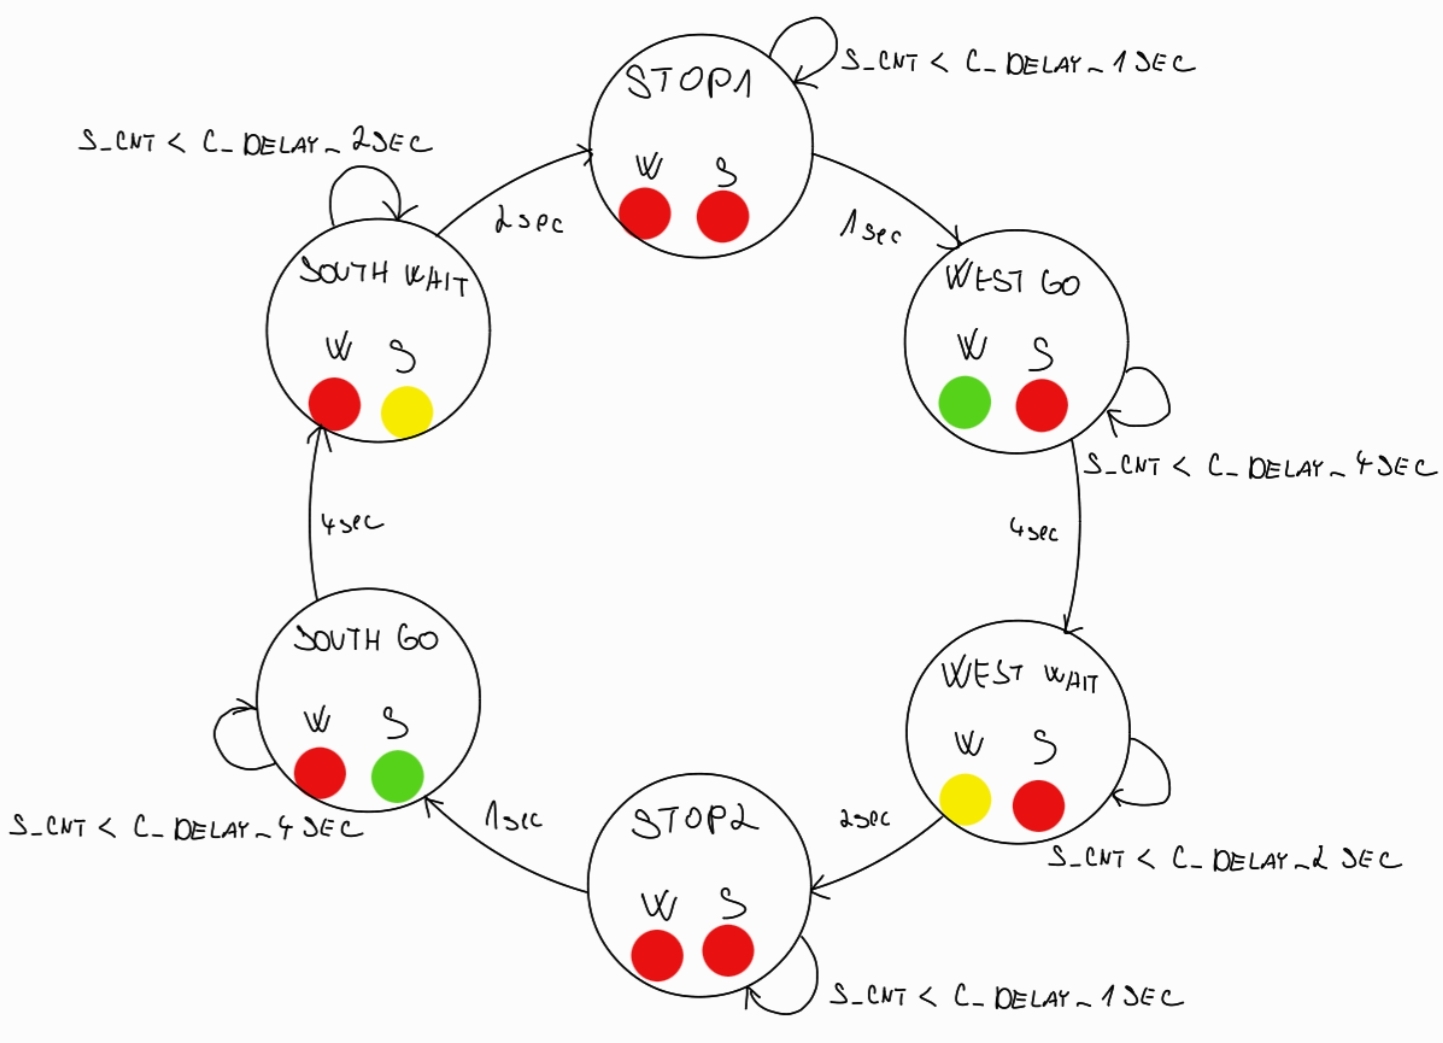 STOP1
W S
S_CNT < C_DELAY_1SEC
S_CNT < C_DELAY_2SEC
2sec
1sec
SOUTH WAIT
W S
WEST GO
W S
S_CNT < C_DELAY_4SEC
4sec
4sec
SOUTH GO
W S
S_CNT < C_DELAY_4SEC
WEST WAIT
W S
S_CNT < C_DELAY_2SEC
1sec
2sec
STOP2
W S
S_CNT < C_DELAY_1SEC